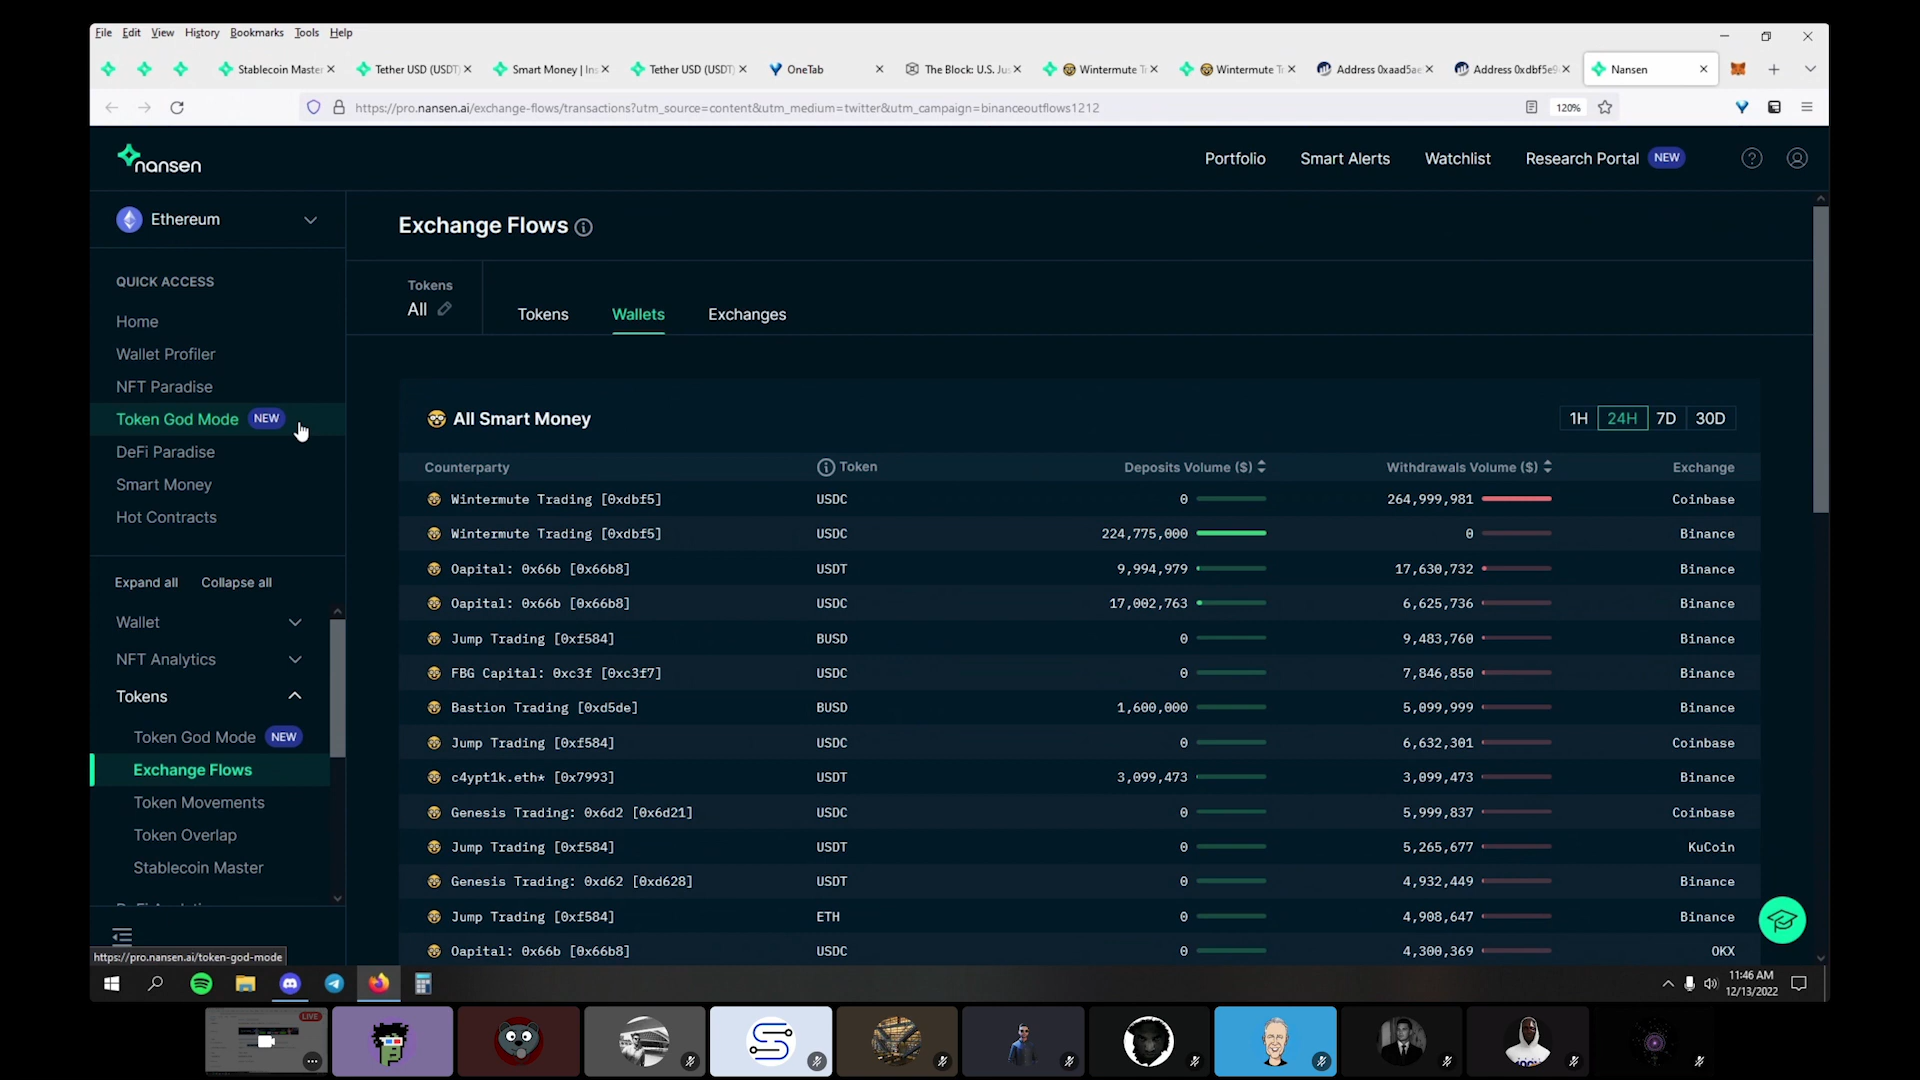 File Edit View History Bookmarks Tools Help
Stablecoin Master
Tether USD (USDT)
Smart Money | Ins
Tether USD (USDT)
OneTab
The Block: U.S. Jus
Wintermute Tr
Wintermute Tr
Address 0xaad5ae
Address 0xdbf5e9
Nansen
https://pro.nansen.ai/exchange-flows/transactions?utm_source=content&utm_medium=twitter&utm_campaign=binanceoutflows1212
120%
nansen
Portfolio
Smart Alerts
Watchlist
Research Portal NEW
Ethereum
QUICK ACCESS
Home
Wallet Profiler
NFT Paradise
Token God Mode NEW
DeFi Paradise
Smart Money
Hot Contracts
Expand all Collapse all
Wallet
NFT Analytics
Tokens
Token God Mode NEW
Exchange Flows
Token Movements
Token Overlap
Stablecoin Master
https://pro.nansen.ai/token-god-mode
Exchange Flows
Tokens
All
Tokens Wallets Exchanges
All Smart Money
1H 24H 7D 30D
Counterparty Token Deposits Volume ($) Withdrawals Volume ($) Exchange
Wintermute Trading [0xdbf5] USDC 0 264,999,981 Coinbase
Wintermute Trading [0xdbf5] USDC 224,775,000 0 Binance
Oapital: 0x66b [0x66b8] USDT 9,994,979 17,630,732 Binance
Oapital: 0x66b [0x66b8] USDC 17,002,763 6,625,736 Binance
Jump Trading [0xf584] BUSD 0 9,483,760 Binance
FBG Capital: 0xc3f [0xc3f7] USDC 0 7,846,850 Binance
Bastion Trading [0xd5de] BUSD 1,600,000 5,099,999 Binance
Jump Trading [0xf584] USDC 0 6,632,301 Coinbase
c4ypt1k.eth* [0x7993] USDT 3,099,473 3,099,473 Binance
Genesis Trading: 0x6d2 [0x6d21] USDC 0 5,999,837 Coinbase
Jump Trading [0xf584] USDT 0 5,265,677 KuCoin
Genesis Trading: 0xd62 [0xd628] USDT 0 4,932,449 Binance
Jump Trading [0xf584] ETH 0 4,908,647 Binance
Oapital: 0x66b [0x66b8] USDC 0 4,300,369 OKX
11:46 AM
12/13/2022
LIVE